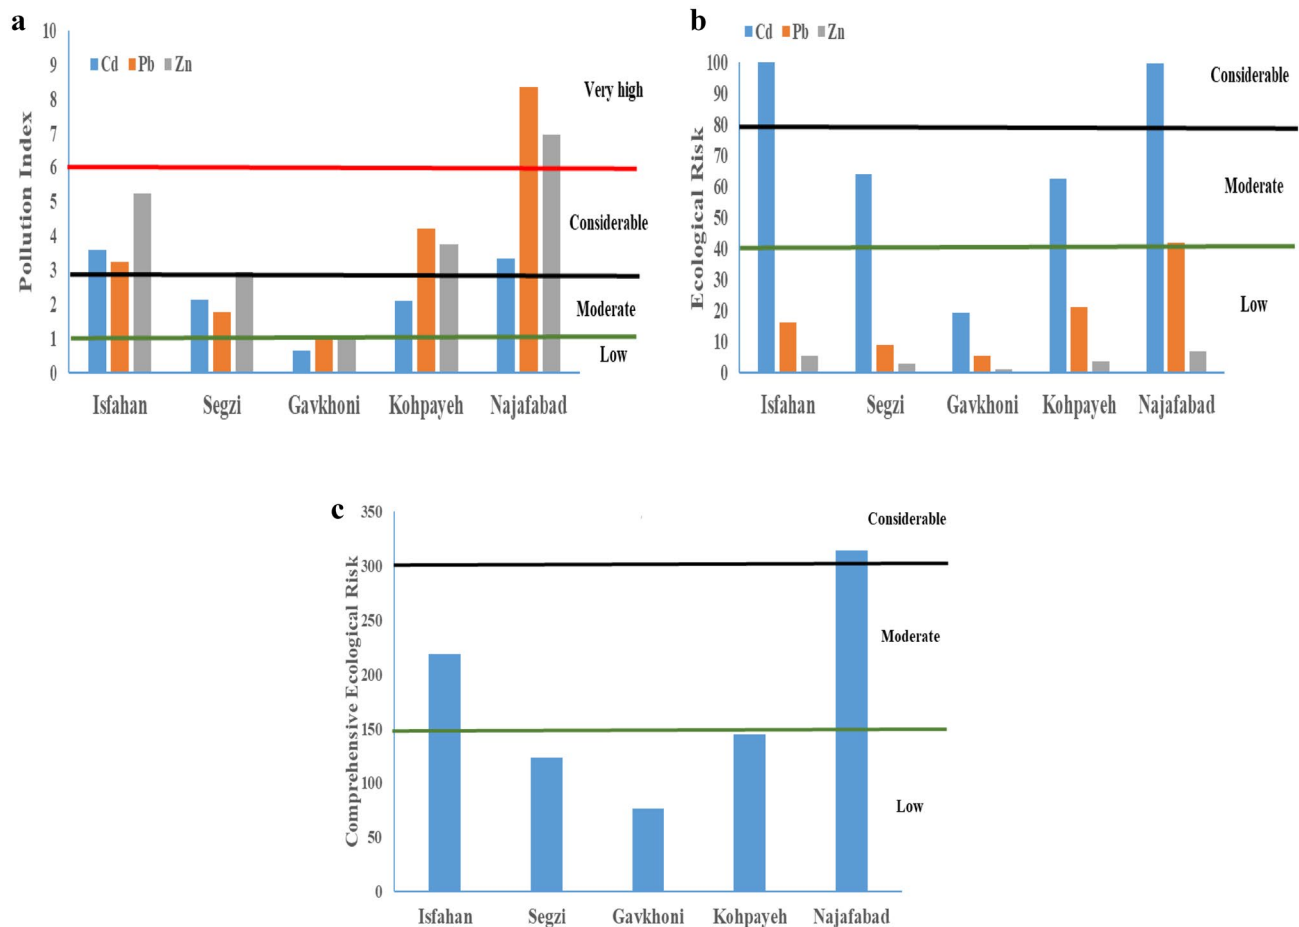 a
Pollution Index
10
9
8
7
6
5
4
3
2
1
0
Cd Pb Zn
Very high
Considerable
Moderate
Low
Isfahan Segzi Gavkhoni Kohpayeh Najafabad
b
Ecological Risk
Cd Pb Zn
100
90
80
70
60
50
40
30
20
10
0
Considerable
Moderate
Low
Isfahan Segzi Gavkhoni Kohpayeh Najafabad
c
Comprehensive Ecological Risk
350
300
250
200
150
100
50
0
Considerable
Moderate
Low
Isfahan Segzi Gavkhoni Kohpayeh Najafabad